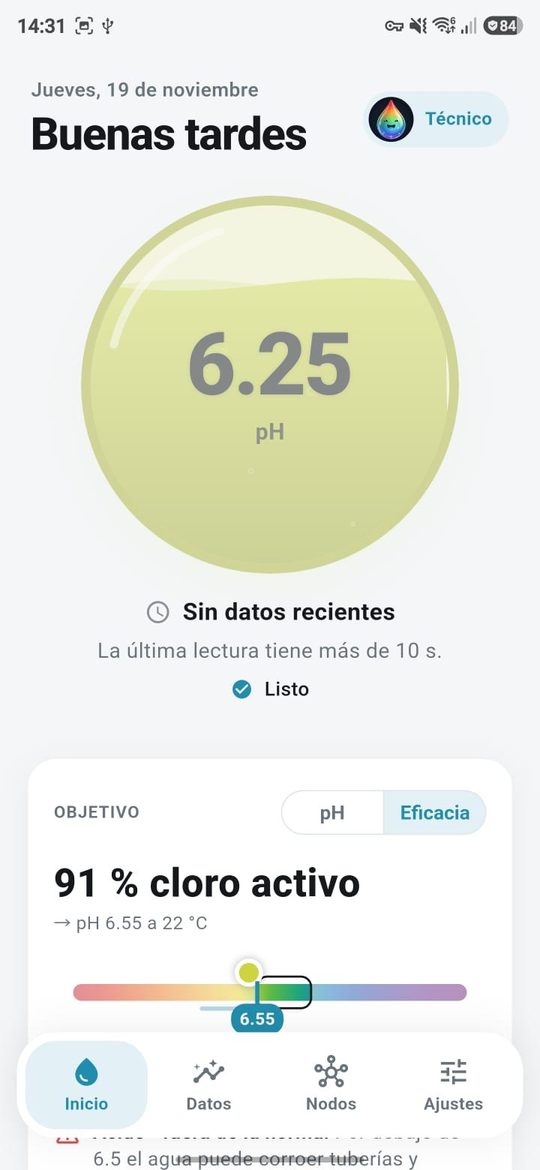 14:31
6
84
Jueves, 19 de noviembre
Buenas tardes
Técnico
6.25
pH
Sin datos recientes
La última lectura tiene más de 10 s.
Listo
OBJETIVO
pH
Eficacia
91 % cloro activo
→ pH 6.55 a 22 °C
6.55
Inicio
Datos
Nodos
Ajustes
6.5 el agua puede corroer tuberías y